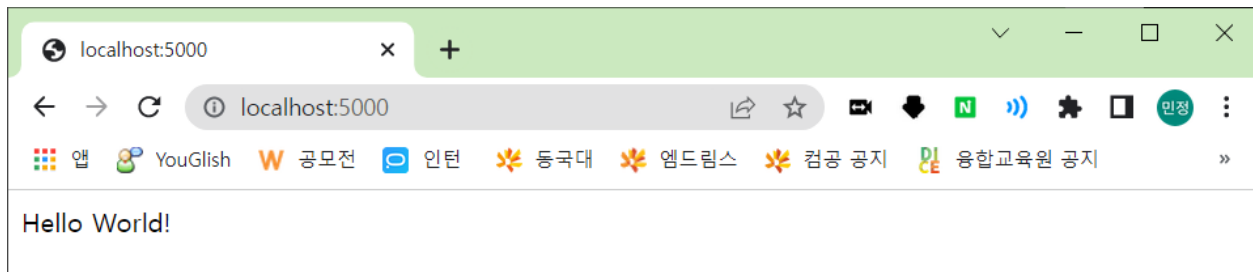 localhost:5000
localhost:5000 N 민정
앱 YouGlish W 공모전 인턴 동국대 엠드림스 컴공 공지 DICE 융합교육원 공지 »
Hello World!